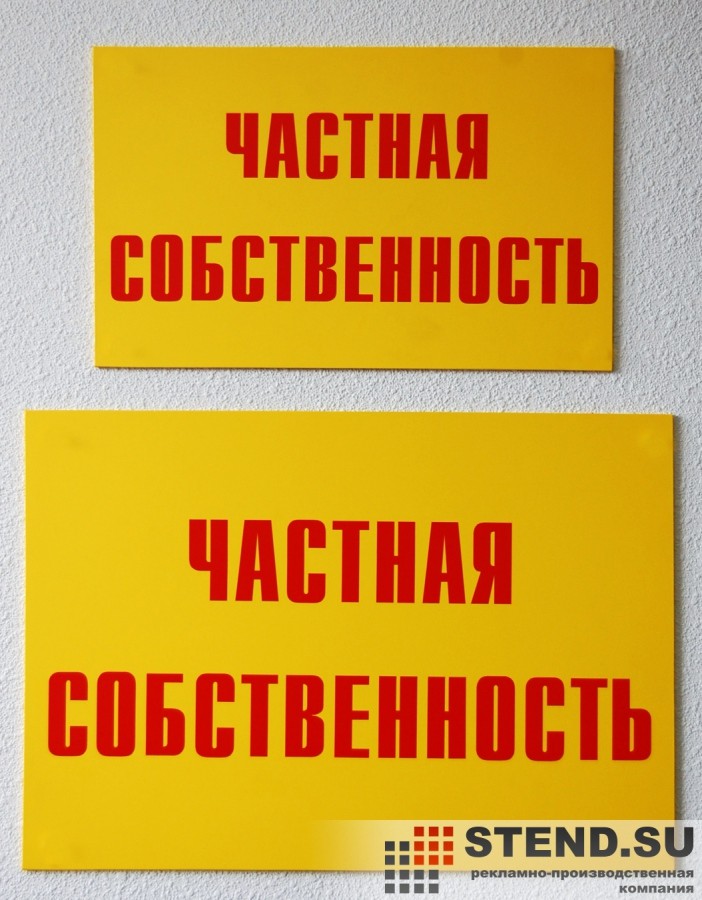 ЧАСТНАЯ
СОБСТВЕННОСТЬ
ЧАСТНАЯ
СОБСТВЕННОСТЬ
STEND.SU
рекламно-производственная
компания